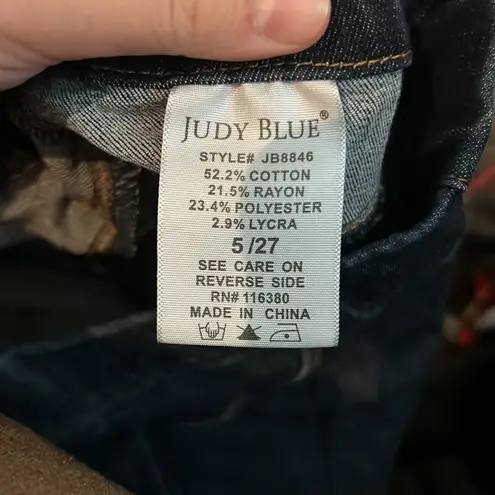 JUDY BLUE®
STYLE# JB8846
52.2% COTTON
21.5% RAYON
23.4% POLYESTER
2.9% LYCRA
5/27
SEE CARE ON
REVERSE SIDE
RN# 116380
MADE IN CHINA